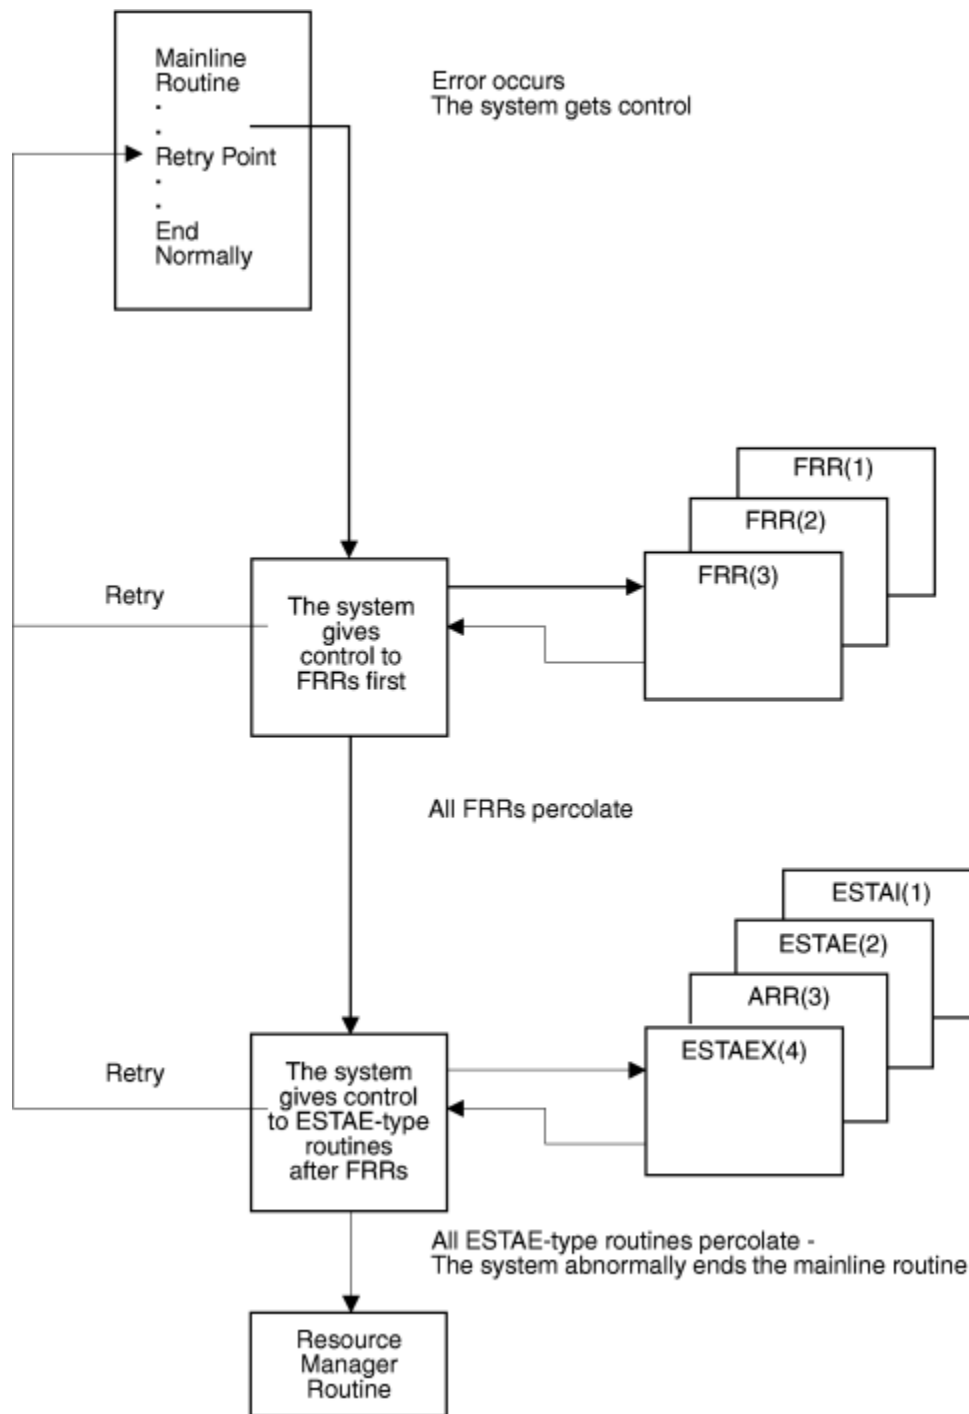 Mainline
Routine
.
.
Retry Point
.
.
End
Normally
Error occurs
The system gets control
FRR(1)
FRR(2)
FRR(3)
Retry
The system
gives
control to
FRRs first
All FRRs percolate
ESTAI(1)
ESTAE(2)
ARR(3)
ESTAEX(4)
Retry
The system
gives control
to ESTAE-type
routines
after FRRs
All ESTAE-type routines percolate -
The system abnormally ends the mainline routine
Resource
Manager
Routine